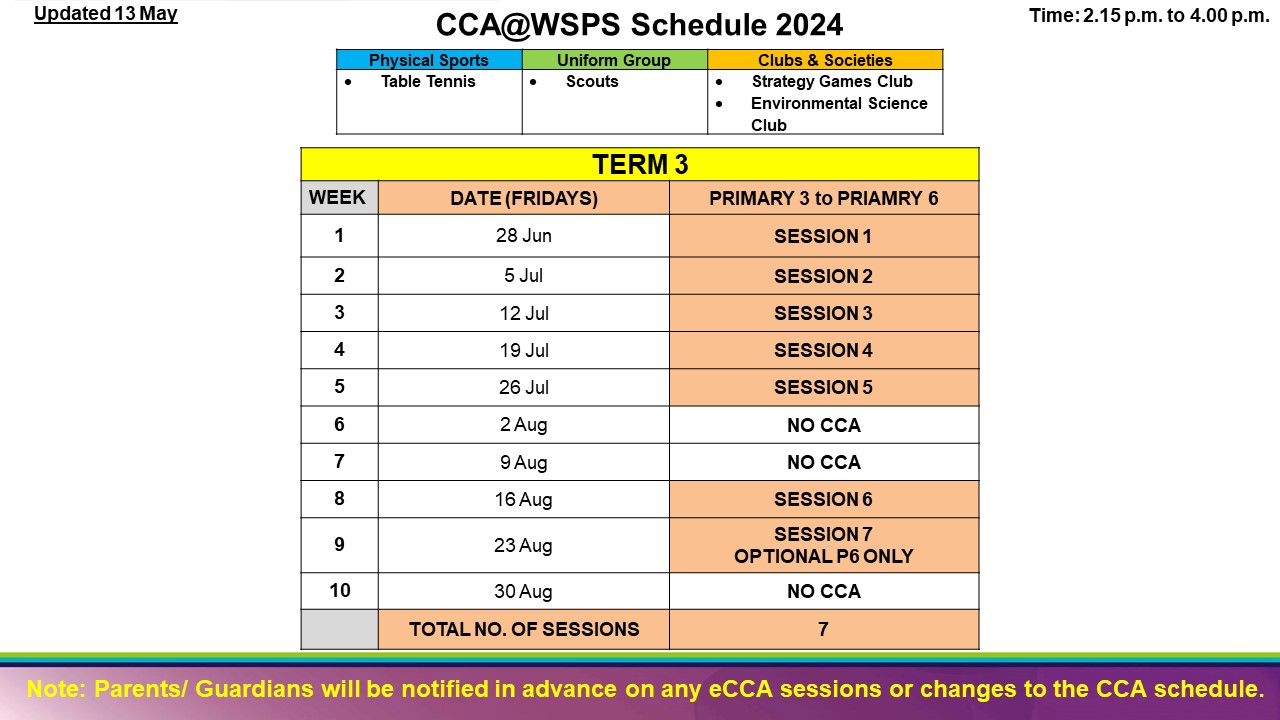 Updated 13 May
CCA@WSPS Schedule 2024
Time: 2.15 p.m. to 4.00 p.m.
Physical Sports Uniform Group Clubs & Societies
• Table Tennis • Scouts • Strategy Games Club
• Environmental Science
Club
TERM 3
WEEK DATE (FRIDAYS) PRIMARY 3 to PRIAMRY 6
1 28 Jun SESSION 1
2 5 Jul SESSION 2
3 12 Jul SESSION 3
4 19 Jul SESSION 4
5 26 Jul SESSION 5
6 2 Aug NO CCA
7 9 Aug NO CCA
8 16 Aug SESSION 6
9 23 Aug SESSION 7
OPTIONAL P6 ONLY
10 30 Aug NO CCA
TOTAL NO. OF SESSIONS 7
Note: Parents/ Guardians will be notified in advance on any eCCA sessions or changes to the CCA schedule.